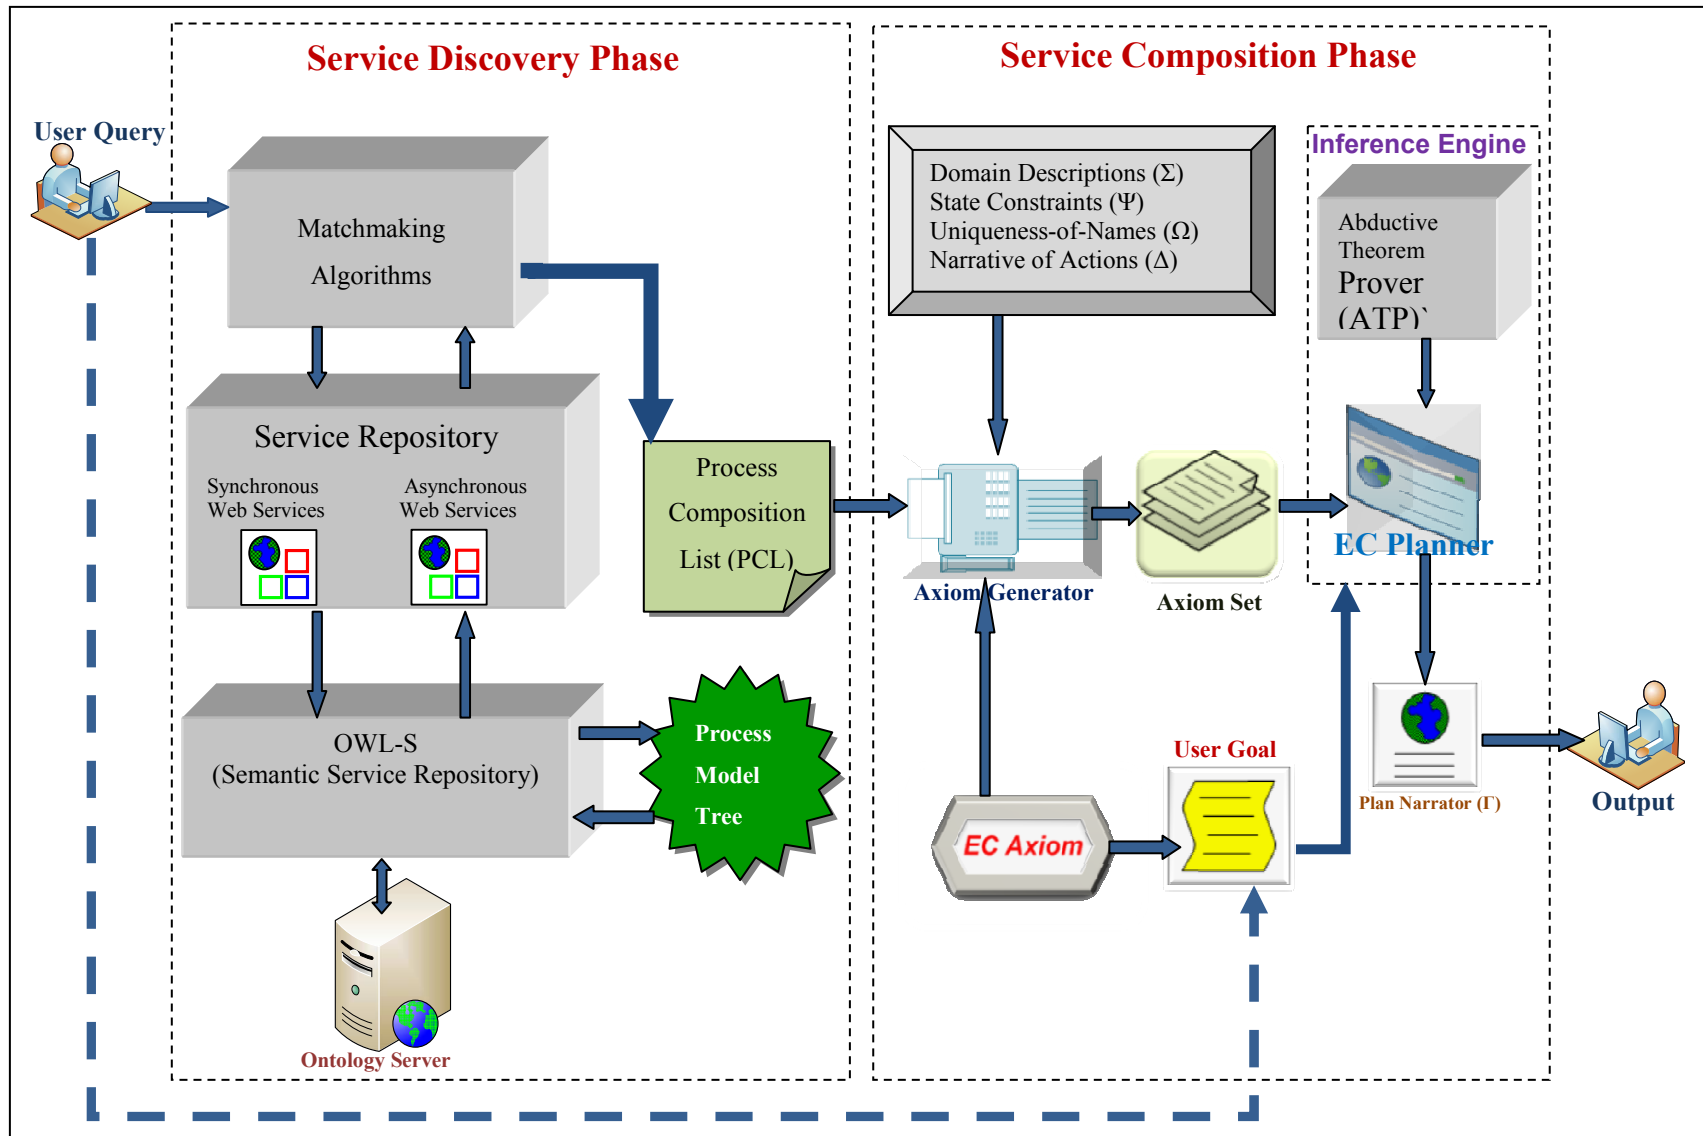 Service Discovery Phase
Service Composition Phase
User Query
Matchmaking
Algorithms
Service Repository
Synchronous
Web Services
Asynchronous
Web Services
OWL-S
(Semantic Service Repository)
Process
Model
Tree
Ontology Server
Process
Composition
List (PCL)
Domain Descriptions (Σ)
State Constraints (Ψ)
Uniqueness-of-Names (Ω)
Narrative of Actions (Δ)
Inference Engine
Abductive
Theorem
Prover
(ATP)`
EC Planner
Axiom Generator
Axiom Set
EC Axiom
User Goal
Plan Narrator (Γ)
Output